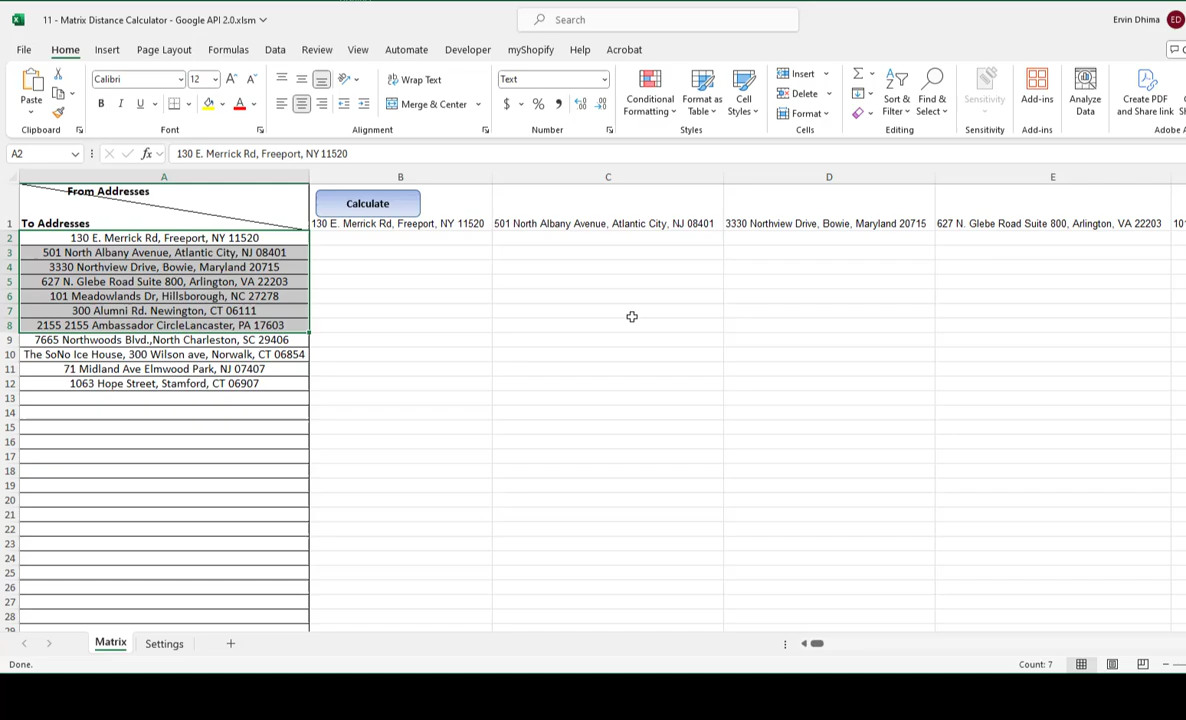 11 - Matrix Distance Calculator - Google API 2.0.xlsm
Search
Ervin Dhima
ED
File Home Insert Page Layout Formulas Data Review View Automate Developer myShopify Help Acrobat
Calibri 12
Wrap Text
Text
Insert
Paste
B I U
Merge & Center
$ % 9
Conditional Formatting
Format as Table
Cell Styles
Delete
Format
Sort & Filter
Find & Select
Sensitivity
Add-ins
Analyze Data
Create PDF and Share link
Clipboard Font Alignment Number Styles Cells Editing Sensitivity Add-ins
A2 fx 130 E. Merrick Rd, Freeport, NY 11520
A B C D E
From Addresses
Calculate
1 To Addresses 130 E. Merrick Rd, Freeport, NY 11520 501 North Albany Avenue, Atlantic City, NJ 08401 3330 Northview Drive, Bowie, Maryland 20715 627 N. Glebe Road Suite 800, Arlington, VA 22203 101
2 130 E. Merrick Rd, Freeport, NY 11520
3 501 North Albany Avenue, Atlantic City, NJ 08401
4 3330 Northview Drive, Bowie, Maryland 20715
5 627 N. Glebe Road Suite 800, Arlington, VA 22203
6 101 Meadowlands Dr, Hillsborough, NC 27278
7 300 Alumni Rd. Newington, CT 06111
8 2155 2155 Ambassador CircleLancaster, PA 17603
9 7665 Northwoods Blvd.,North Charleston, SC 29406
10 The SoNo Ice House, 300 Wilson ave, Norwalk, CT 06854
11 71 Midland Ave Elmwood Park, NJ 07407
12 1063 Hope Street, Stamford, CT 06907
13
14
15
16
17
18
19
20
21
22
23
24
25
26
27
28
29
Matrix Settings
Done.
Count: 7